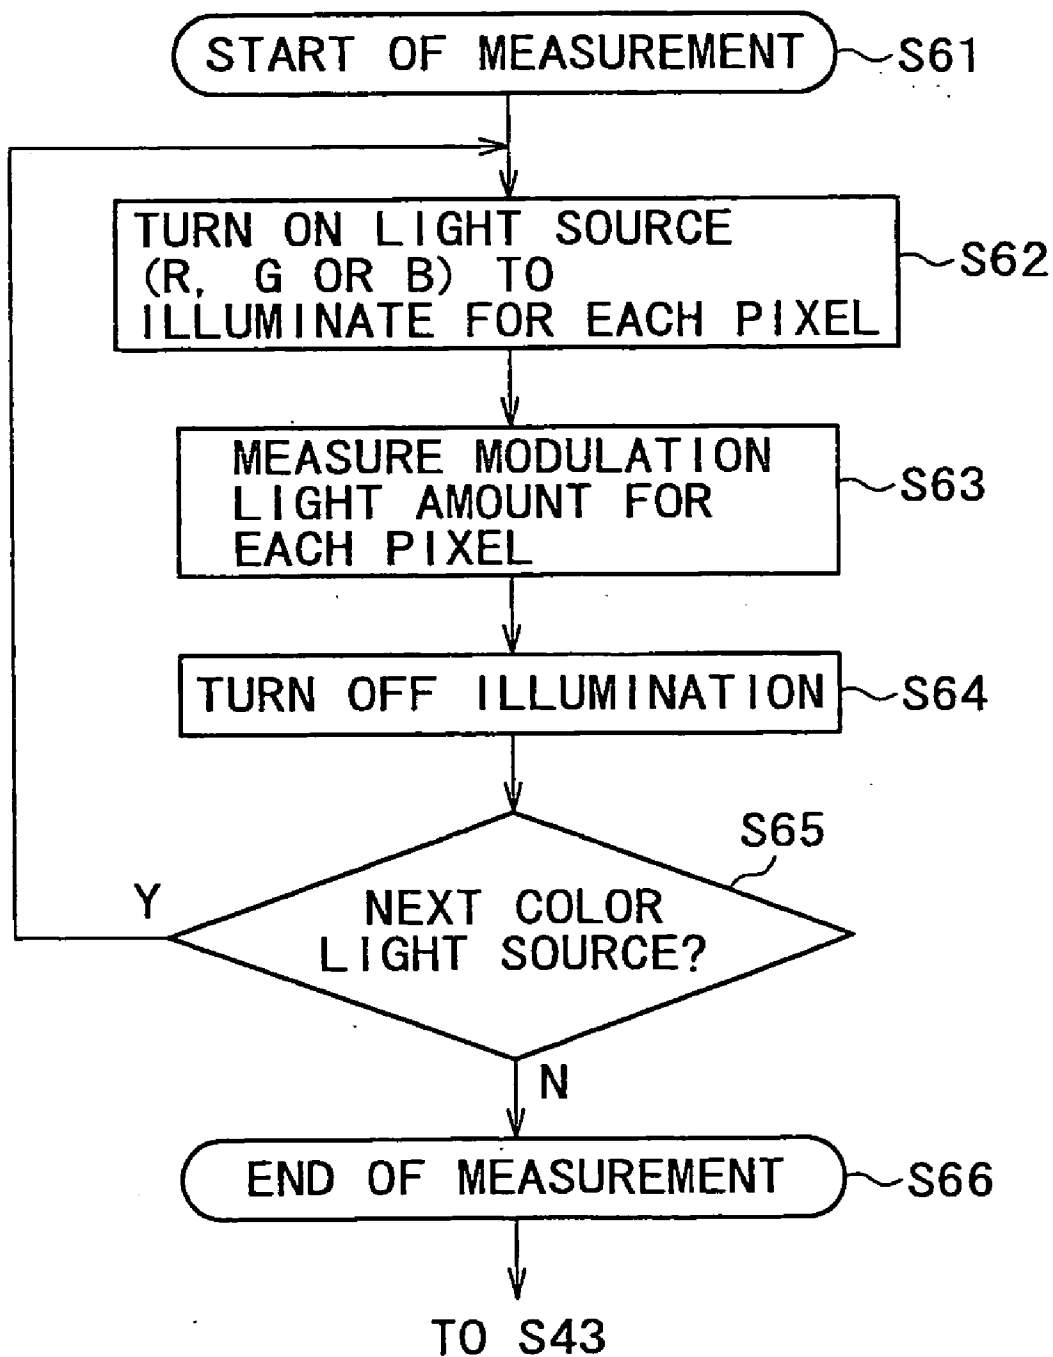 START OF MEASUREMENT
S61
TURN ON LIGHT SOURCE
(R, G OR B) TO
ILLUMINATE FOR EACH PIXEL
S62
MEASURE MODULATION
LIGHT AMOUNT FOR
EACH PIXEL
S63
TURN OFF ILLUMINATION
S64
S65
NEXT COLOR
LIGHT SOURCE?
Y
N
END OF MEASUREMENT
S66
TO S43